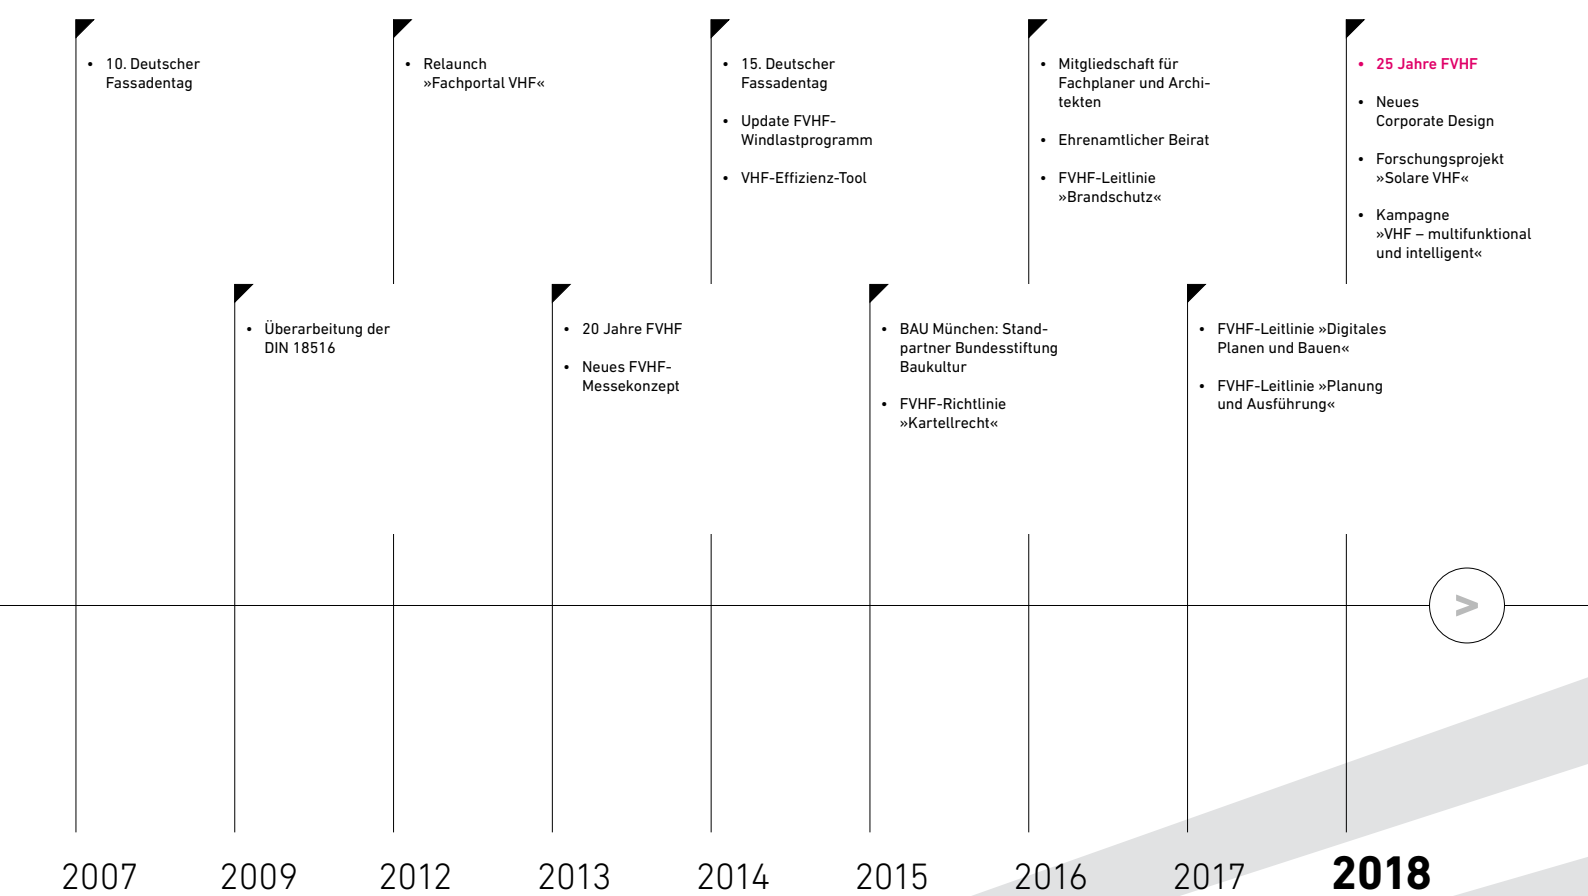 • 10. Deutscher
Fassadentag
• Relaunch
»Fachportal VHF«
• 15. Deutscher
Fassadentag
• Update FVHF-
Windlastprogramm
• VHF-Effizienz-Tool
• Mitgliedschaft für
Fachplaner und Archi-
tekten
• Ehrenamtlicher Beirat
• FVHF-Leitlinie
»Brandschutz«
• 25 Jahre FVHF
• Neues
Corporate Design
• Forschungsprojekt
»Solare VHF«
• Kampagne
»VHF – multifunktional
und intelligent«
• Überarbeitung der
DIN 18516
• 20 Jahre FVHF
• Neues FVHF-
Messekonzept
• BAU München: Stand-
partner Bundesstiftung
Baukultur
• FVHF-Richtlinie
»Kartellrecht«
• FVHF-Leitlinie »Digitales
Planen und Bauen«
• FVHF-Leitlinie »Planung
und Ausführung«
>
2007 2009 2012 2013 2014 2015 2016 2017 2018